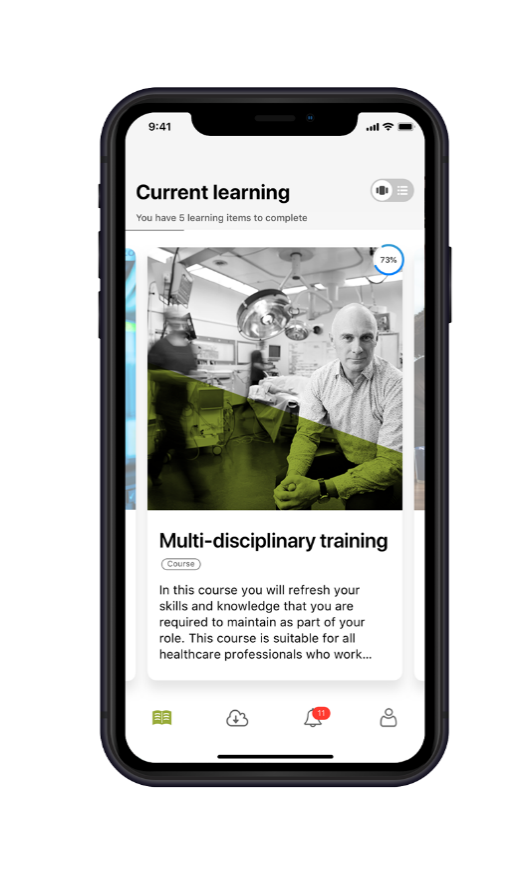 9:41
Current learning
You have 5 learning items to complete
73%
Multi-disciplinary training
Course
In this course you will refresh your
skills and knowledge that you are
required to maintain as part of your
role. This course is suitable for all
healthcare professionals who work...
11